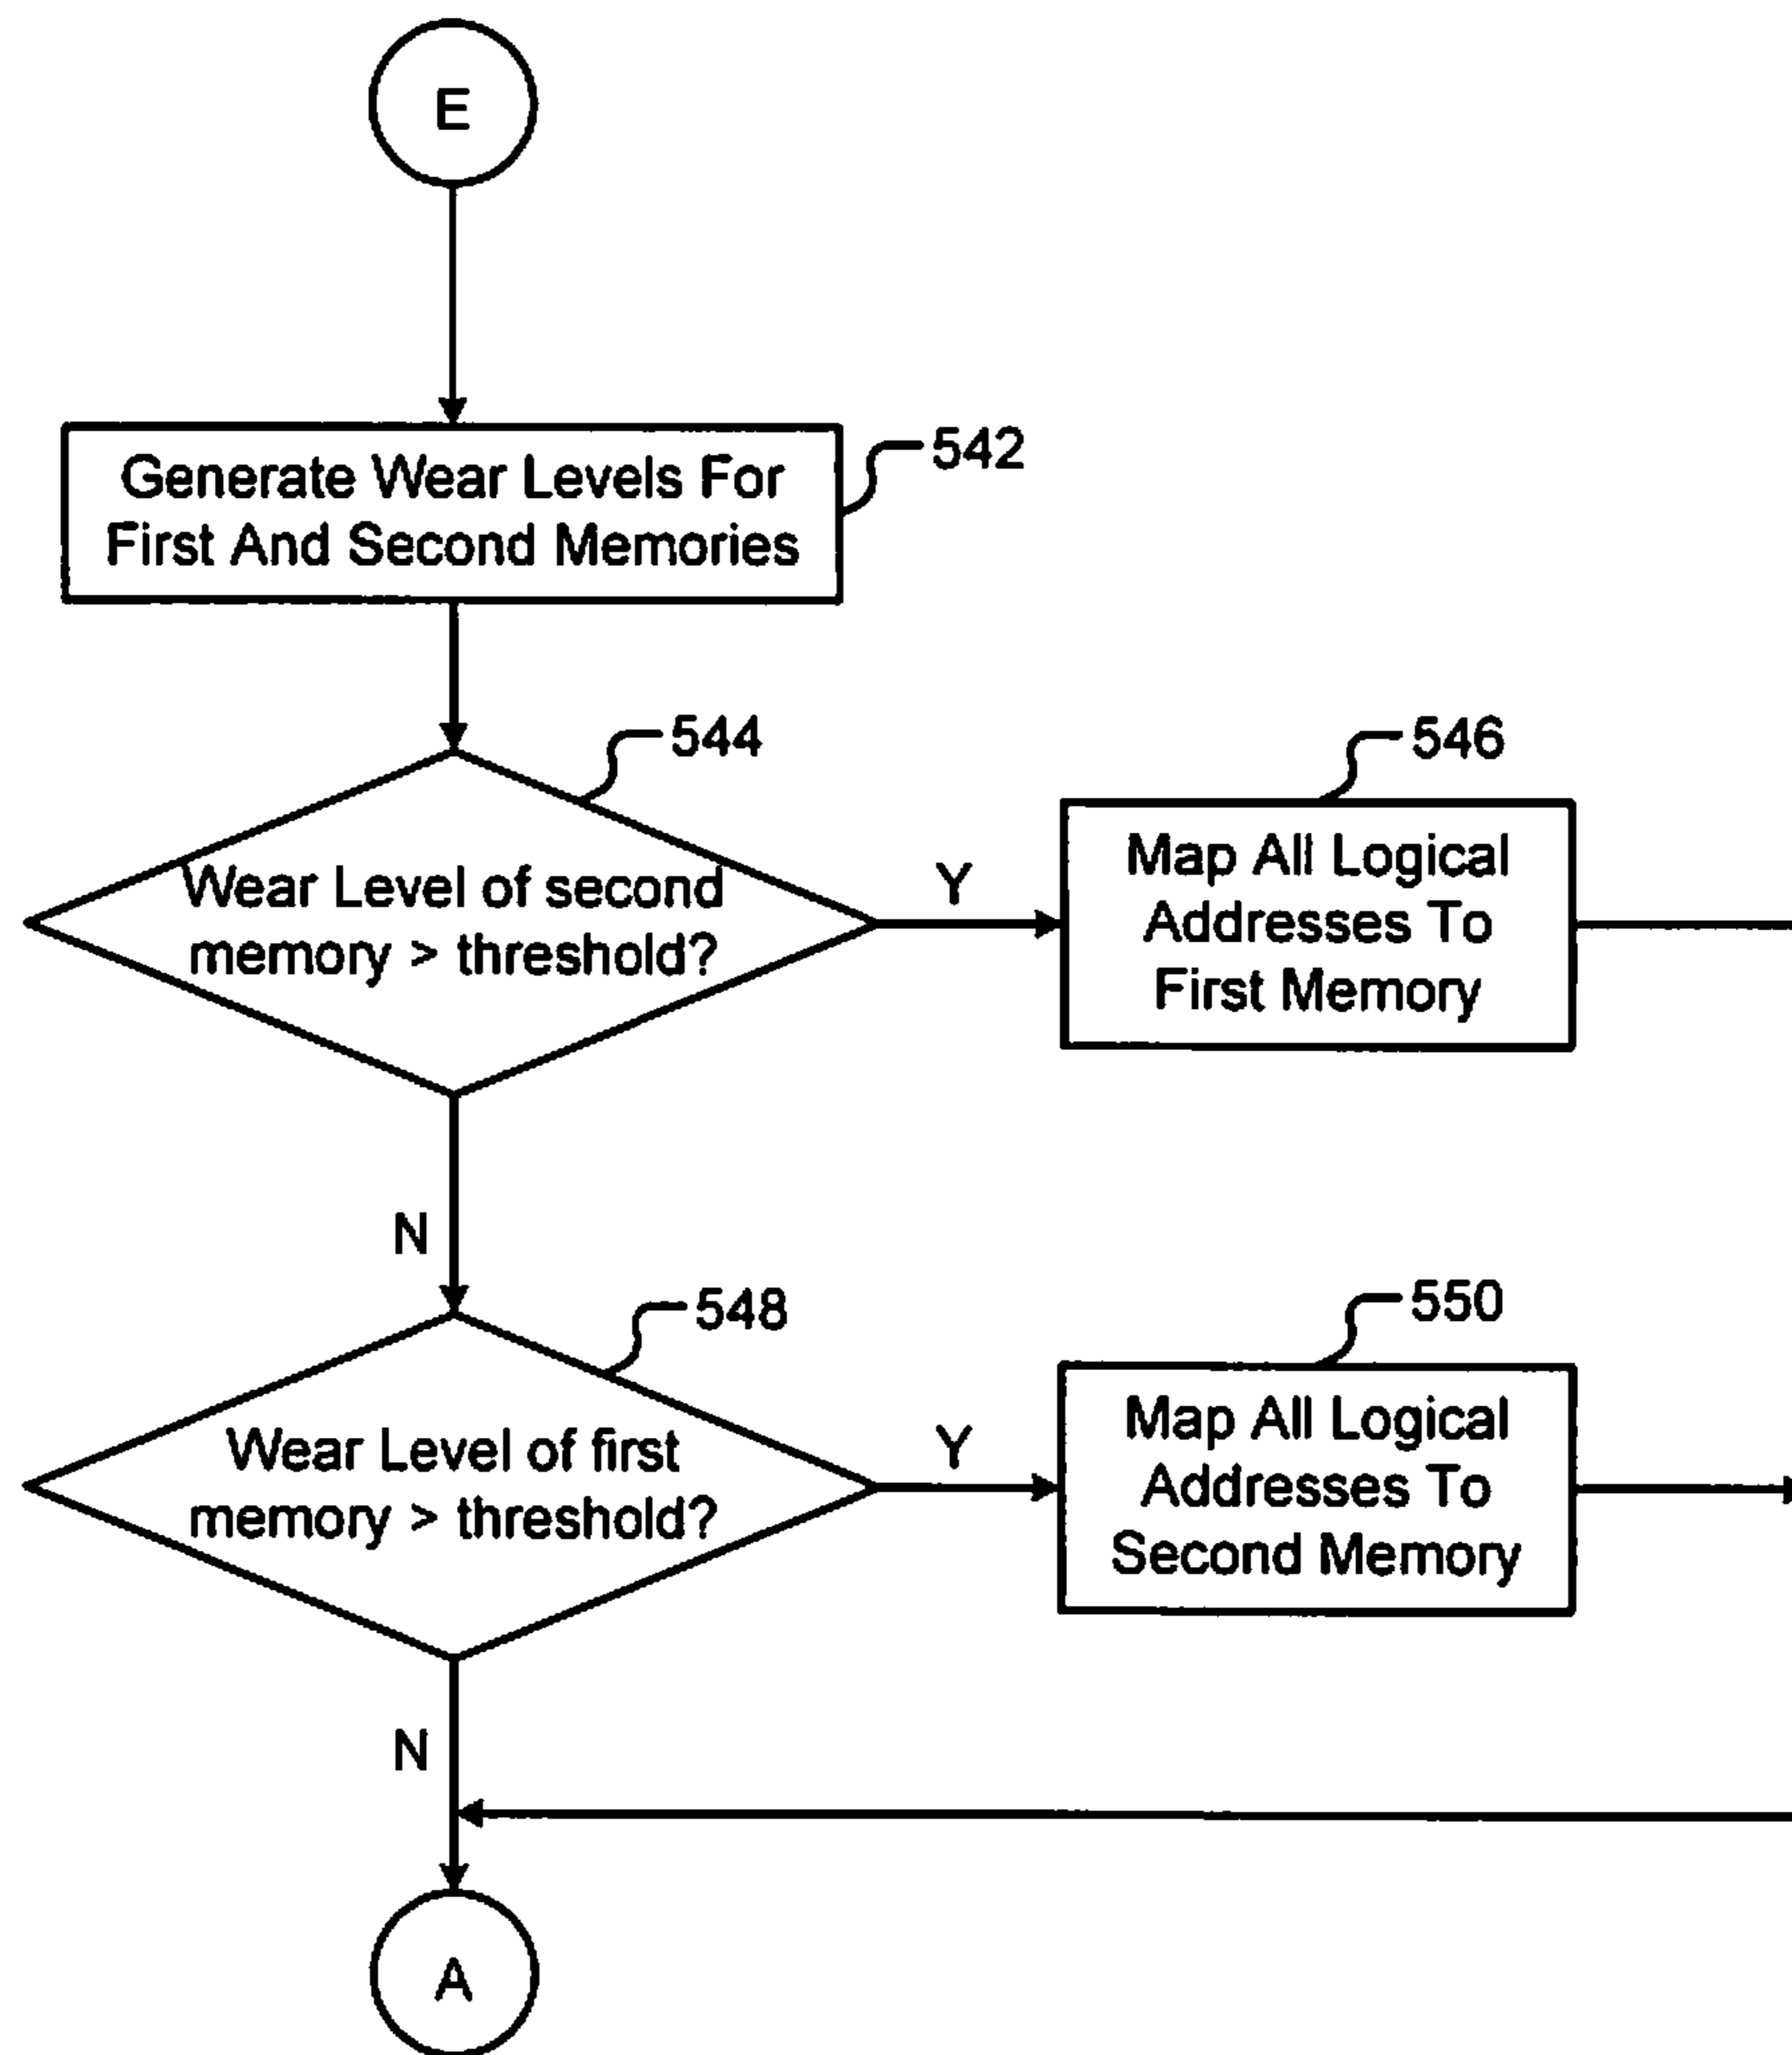 E
Generate Wear Levels For
First And Second Memories
542
544
Wear Level of second
memory > threshold?
Y
546
Map All Logical
Addresses To
First Memory
N
548
Wear Level of first
memory > threshold?
Y
550
Map All Logical
Addresses To
Second Memory
N
A